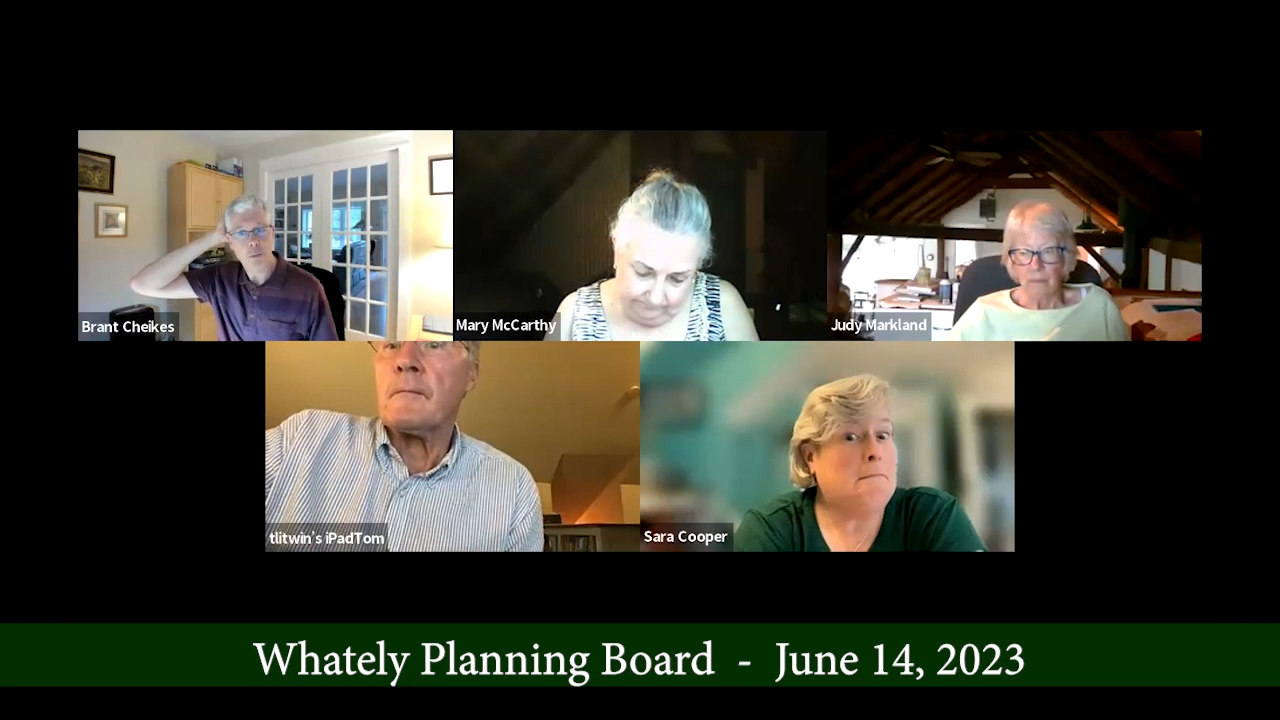 Brant Cheikes
Mary McCarthy
Judy Markland
tlitwin's iPadTom
Sara Cooper
Whately Planning Board - June 14, 2023